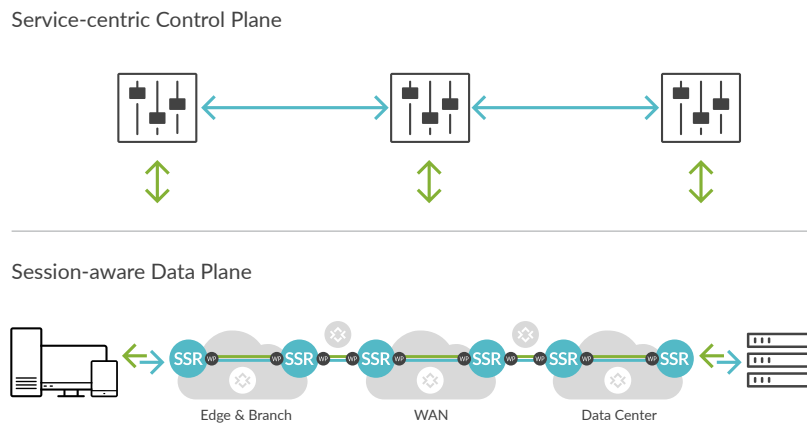 Service-centric Control Plane
Session-aware Data Plane
SSR WP WP SSR WP WP SSR WP WP SSR WP WP SSR WP WP SSR
Edge & Branch
WAN
Data Center